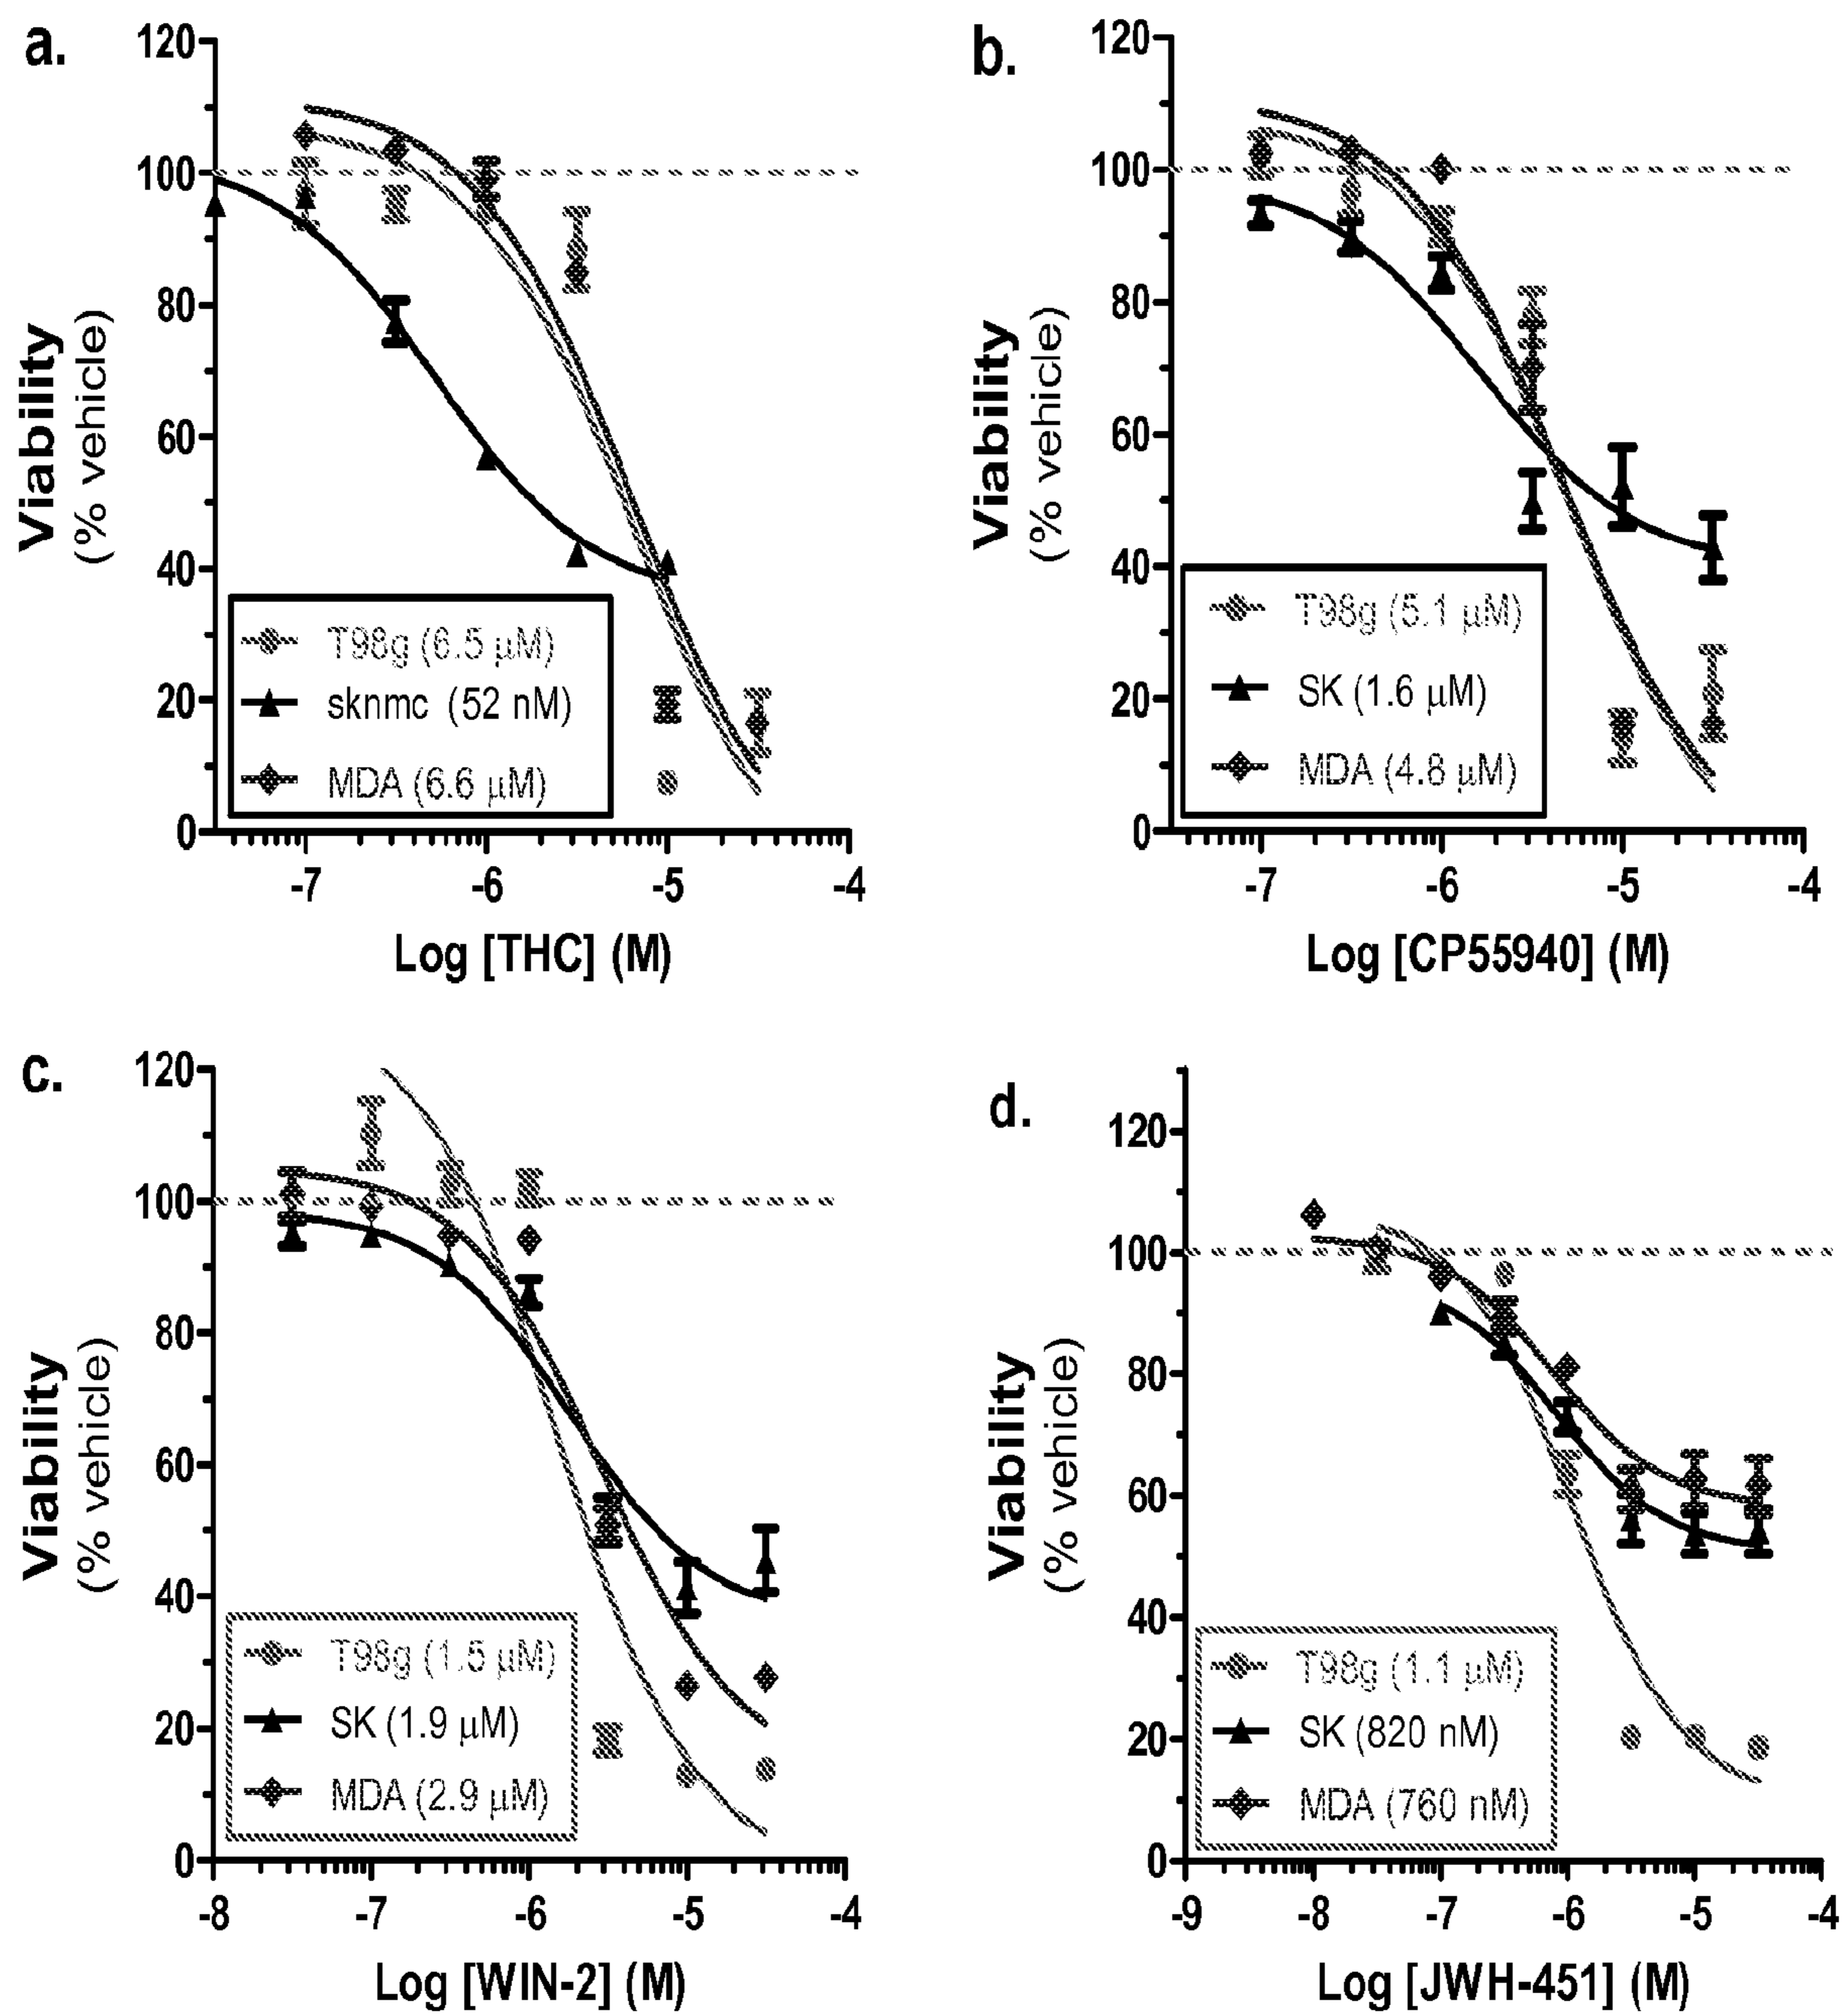 a.
120
100
80
60
40
20
0
Viability
(% vehicle)
T98g (6.5 µM)
sknmc (52 nM)
MDA (6.6 µM)
-7 -6 -5 -4
Log [THC] (M)
b.
120
100
80
60
40
20
0
Viability
(% vehicle)
T98g (5.1 µM)
SK (1.6 µM)
MDA (4.8 µM)
-7 -6 -5 -4
Log [CP55940] (M)
c.
120
100
80
60
40
20
0
Viability
(% vehicle)
T98g (1.5 µM)
SK (1.9 µM)
MDA (2.9 µM)
-8 -7 -6 -5 -4
Log [WIN-2] (M)
d.
120
100
80
60
40
20
0
Viability
(% vehicle)
T98g (1.1 µM)
SK (820 nM)
MDA (760 nM)
-9 -8 -7 -6 -5 -4
Log [JWH-451] (M)